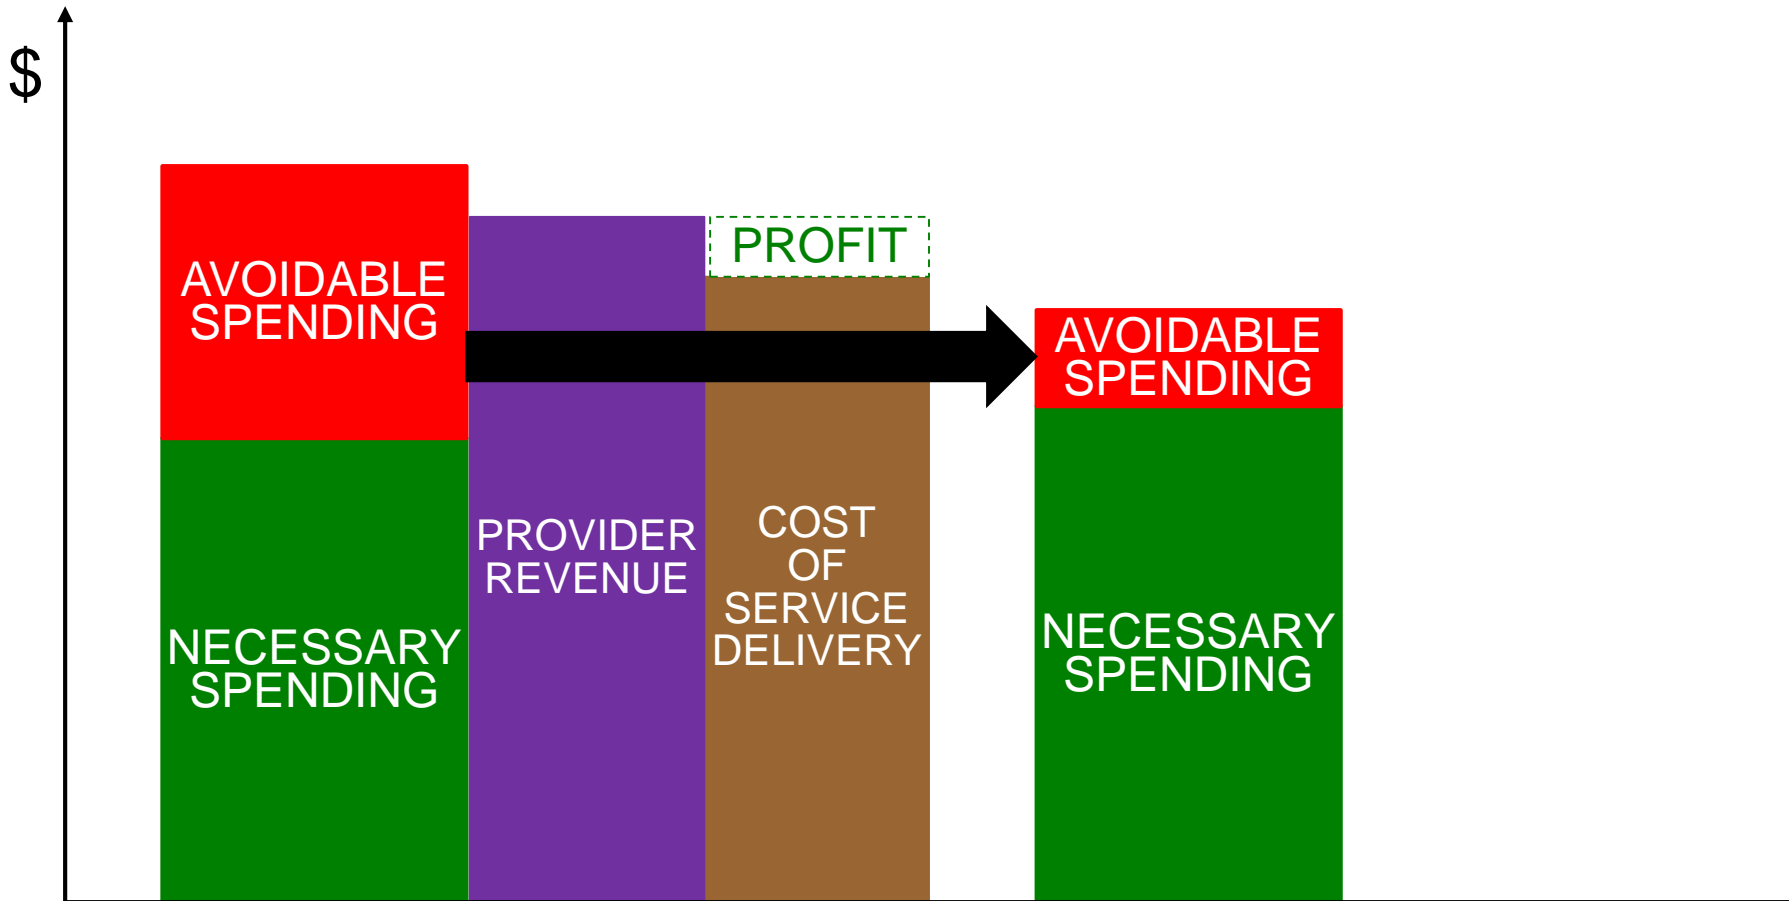 $
AVOIDABLE
SPENDING
NECESSARY
SPENDING
PROVIDER
REVENUE
PROFIT
COST
OF
SERVICE
DELIVERY
AVOIDABLE
SPENDING
NECESSARY
SPENDING